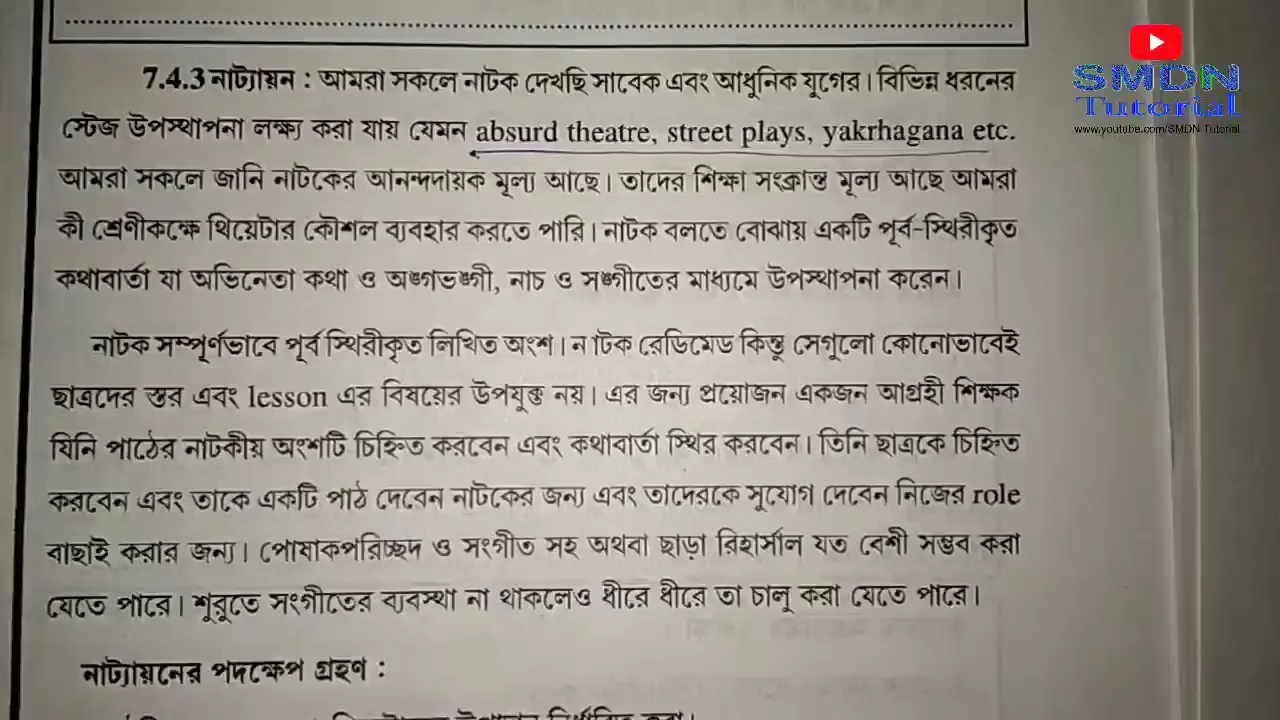 SMDN
Tutorial
www.youtube.com/SMDN Tutorial
7.4.3 নাট্যায়ন : আমরা সকলে নাটক দেখছি সাবেক এবং আধুনিক যুগের। বিভিন্ন ধরনের
স্টেজ উপস্থাপনা লক্ষ্য করা যায় যেমন absurd theatre, street plays, yakrhagana etc.
আমরা সকলে জানি নাটকের আনন্দদায়ক মূল্য আছে। তাদের শিক্ষা সংক্রান্ত মূল্য আছে আমরা
কী শ্রেণীকক্ষে থিয়েটার কৌশল ব্যবহার করতে পারি। নাটক বলতে বোঝায় একটি পূর্ব-স্থিরীকৃত
কথাবার্তা যা অভিনেতা কথা ও অঙ্গভঙ্গী, নাচ ও সঙ্গীতের মাধ্যমে উপস্থাপনা করেন।
নাটক সম্পূর্ণভাবে পূর্ব স্থিরীকৃত লিখিত অংশ। নাটক রেডিমেড কিন্তু সেগুলো কোনোভাবেই
ছাত্রদের স্তর এবং lesson এর বিষয়ের উপযুক্ত নয়। এর জন্য প্রয়োজন একজন আগ্রহী শিক্ষক
যিনি পাঠের নাটকীয় অংশটি চিহ্নিত করবেন এবং কথাবার্তা স্থির করবেন। তিনি ছাত্রকে চিহ্নিত
করবেন এবং তাকে একটি পাঠ দেবেন নাটকের জন্য এবং তাদেরকে সুযোগ দেবেন নিজের role
বাছাই করার জন্য। পোষাকপরিচ্ছদ ও সংগীত সহ অথবা ছাড়া রিহার্সাল যত বেশী সম্ভব করা
যেতে পারে। শুরুতে সংগীতের ব্যবস্থা না থাকলেও ধীরে ধীরে তা চালু করা যেতে পারে।
নাট্যায়নের পদক্ষেপ গ্রহণ :